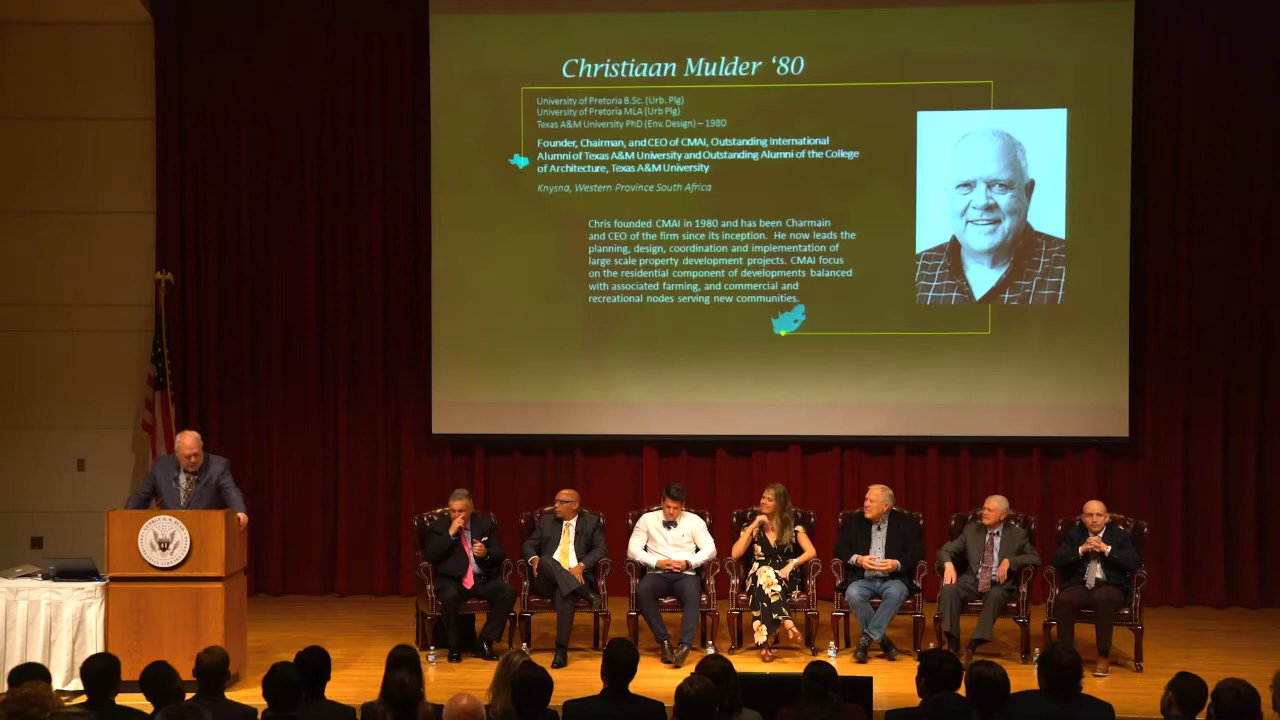 Christiaan Mulder ‘80
University of Pretoria B.Sc. (Urb. Plg)
University of Pretoria MLA (Urb Plg)
Texas A&M University PhD (Env. Design) – 1980
Founder, Chairman, and CEO of CMAI, Outstanding International
Alumni of Texas A&M University and Outstanding Alumni of the College
of Architecture, Texas A&M University
Knysna, Western Province South Africa
Chris founded CMAI in 1980 and has been Charmain
and CEO of the firm since its inception. He now leads the
planning, design, coordination and implementation of
large scale property development projects. CMAI focus
on the residential component of developments balanced
with associated farming, and commercial and
recreational nodes serving new communities.